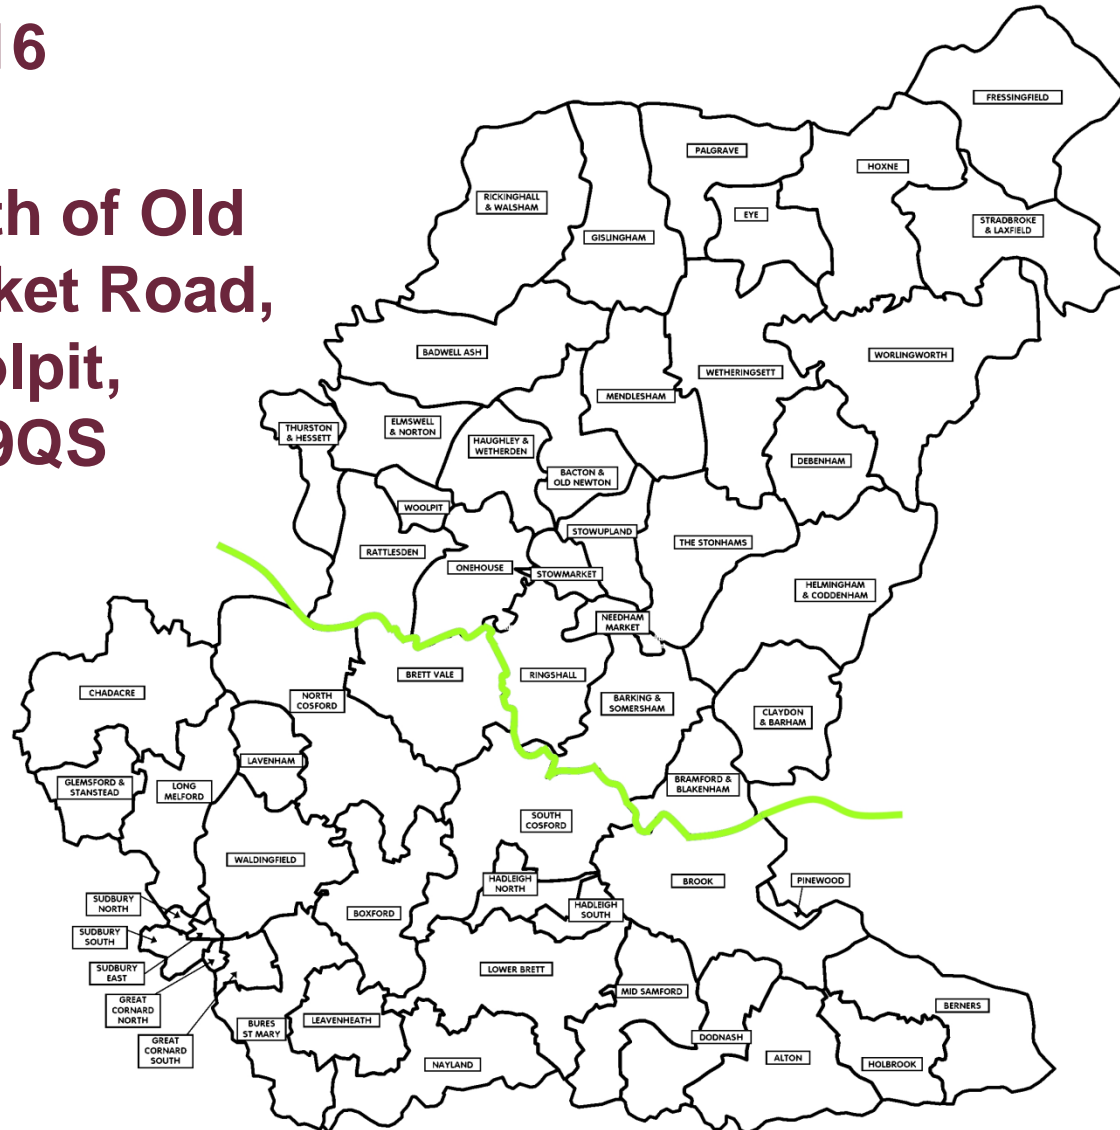 16
th of Old
ket Road,
olpit,
9QS
FRESSINGFIELD
PALGRAVE
HOXNE
RICKINGHALL
& WALSHAM
EYE
STRADBROKE
& LAXFIELD
GISLINGHAM
BADWELL ASH
WORLINGWORTH
WETHERINGSETT
MENDLESHAM
THURSTON
& HESSETT
ELMSWELL
& NORTON
HAUGHLEY &
WETHERDEN
DEBENHAM
BACTON &
OLD NEWTON
WOOLPIT
STOWUPLAND
THE STONHAMS
RATTLESDEN
ONEHOUSE
STOWMARKET
HELMINGHAM
& CODDENHAM
NEEDHAM
MARKET
BRETT VALE
RINGSHALL
CHADACRE
NORTH
COSFORD
BARKING &
SOMERSHAM
CLAYDON
& BARHAM
LAVENHAM
GLEMSFORD &
STANSTEAD
LONG
MELFORD
BRAMFORD &
BLAKENHAM
SOUTH
COSFORD
WALDINGFIELD
HADLEIGH
NORTH
BROOK
PINEWOOD
SUDBURY
NORTH
BOXFORD
HADLEIGH
SOUTH
SUDBURY
SOUTH
SUDBURY
EAST
LOWER BRETT
MID SAMFORD
GREAT
CORNARD
NORTH
BERNERS
BURES
ST MARY
LEAVENHEATH
GREAT
CORNARD
SOUTH
DODNASH
ALTON
NAYLAND
HOLBROOK